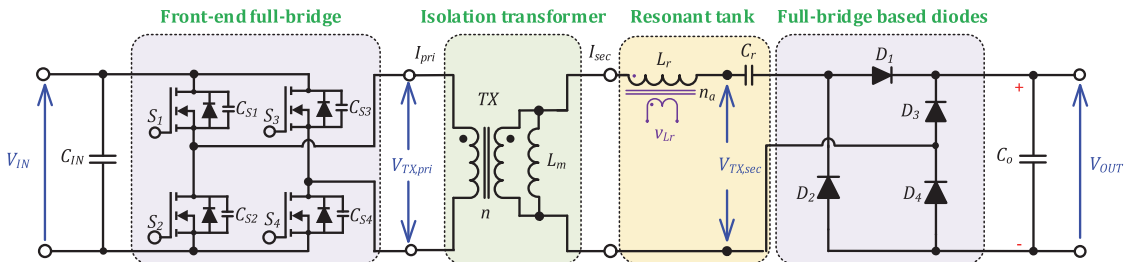 Front-end full-bridge
Isolation transformer
Resonant tank
Full-bridge based diodes
I_pri
I_sec
L_r
C_r
D_1
n_a
v_Lr
TX
n
L_m
S_1
C_S1
S_3
C_S3
S_2
C_S2
S_4
C_S4
V_IN
C_IN
V_TX,pri
V_TX,sec
D_3
D_2
D_4
+
C_o
-
V_OUT